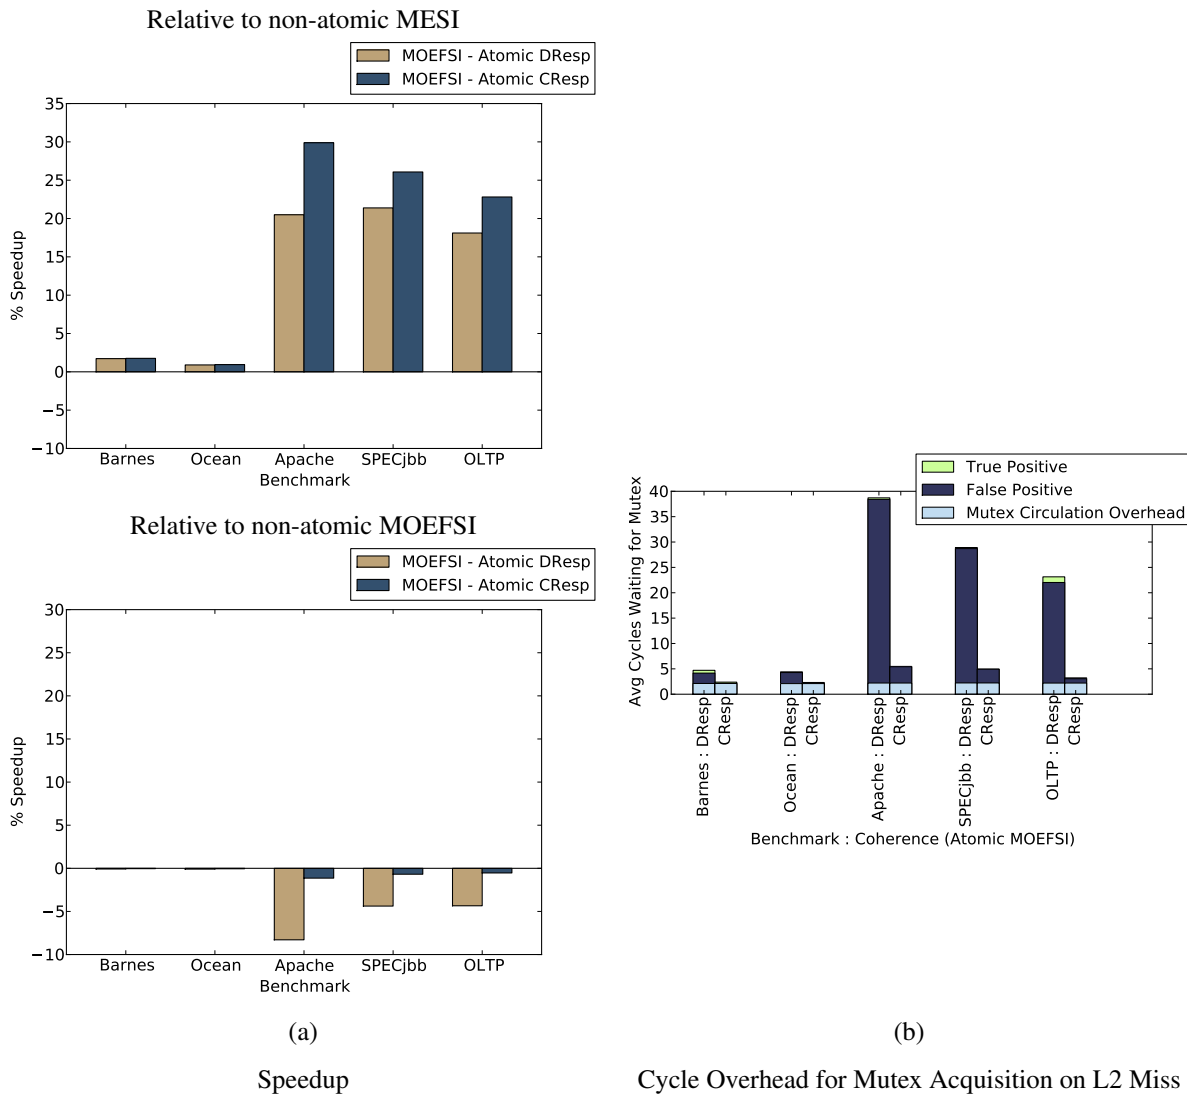 Relative to non-atomic MESI
MOEFSI - Atomic DResp
MOEFSI - Atomic CResp
35
30
25
20
15
10
5
0
−5
−10
% Speedup
Barnes Ocean Apache SPECjbb OLTP
Benchmark
Relative to non-atomic MOEFSI
MOEFSI - Atomic DResp
MOEFSI - Atomic CResp
30
25
20
15
10
5
0
−5
−10
% Speedup
Barnes Ocean Apache SPECjbb OLTP
Benchmark
(a)
Speedup
True Positive
False Positive
Mutex Circulation Overhead
40
35
30
25
20
15
10
5
0
Avg Cycles Waiting for Mutex
Barnes : DResp
CResp
Ocean : DResp
CResp
Apache : DResp
CResp
SPECjbb : DResp
CResp
OLTP : DResp
CResp
Benchmark : Coherence (Atomic MOEFSI)
(b)
Cycle Overhead for Mutex Acquisition on L2 Miss